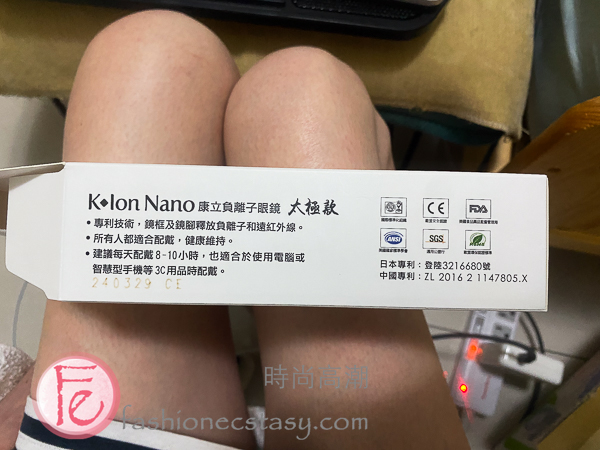 K♦Ion Nano 康立負離子眼鏡 太極款
• 專利技術，鏡框及鏡腳釋放負離子和遠紅外線。
• 所有人都適合配戴，健康維持。
• 建議每天配戴8-10小時，也適合於使用電腦或
智慧型手機等3C用品時配戴。
240329 CE
CE
FDA
ANSI
SGS
日本專利：登陸3216680號
中國專利：ZL 2016 2 1147805.X
時尚高潮
fashionecstasy.com